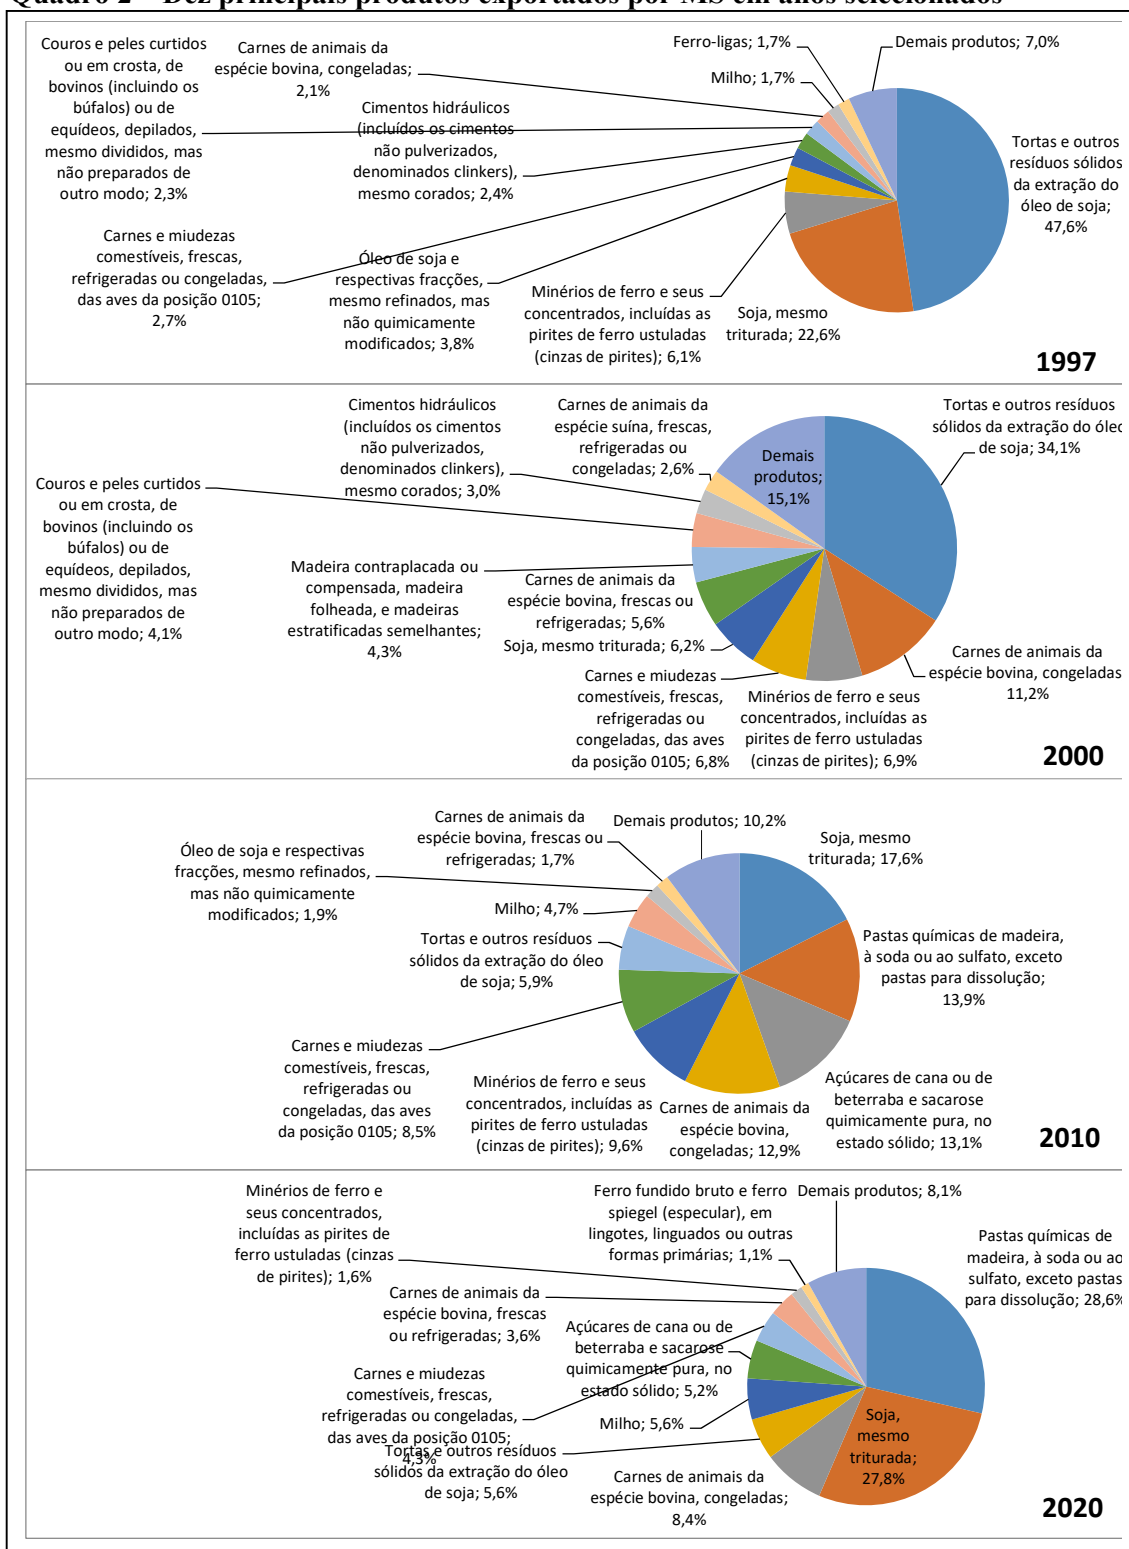 Quadro 2 – Dez principais produtos exportados por MS em anos selecionados
Couros e peles curtidos
ou em crosta, de
bovinos (incluindo os
búfalos) ou de
equídeos, depilados,
mesmo divididos, mas
não preparados de
outro modo; 2,3%
Carnes de animais da
espécie bovina, congeladas;
2,1%
Cimentos hidráulicos
(incluídos os cimentos
não pulverizados,
denominados clinkers),
mesmo corados; 2,4%
Ferro-ligas; 1,7%
Milho; 1,7%
Demais produtos; 7,0%
Tortas e outros
resíduos sólidos
da extração do
óleo de soja;
47,6%
Carnes e miudezas
comestíveis, frescas,
refrigeradas ou congeladas,
das aves da posição 0105;
2,7%
Óleo de soja e
respectivas fracções,
mesmo refinados, mas
não quimicamente
modificados; 3,8%
Minérios de ferro e seus
concentrados, incluídas as
pirites de ferro ustuladas
(cinzas de pirites); 6,1%
Soja, mesmo
triturada; 22,6%
1997
Cimentos hidráulicos
(incluídos os cimentos
não pulverizados,
denominados clinkers),
mesmo corados; 3,0%
Carnes de animais da
espécie suína, frescas,
refrigeradas ou
congeladas; 2,6%
Demais
produtos;
15,1%
Tortas e outros resíduos
sólidos da extração do óleo
de soja; 34,1%
Couros e peles curtidos
ou em crosta, de
bovinos (incluindo os
búfalos) ou de
equídeos, depilados,
mesmo divididos, mas
não preparados de
outro modo; 4,1%
Madeira contraplacada ou
compensada, madeira
folheada, e madeiras
estratificadas semelhantes;
4,3%
Carnes de animais da
espécie bovina, frescas ou
refrigeradas; 5,6%
Soja, mesmo triturada; 6,2%
Carnes e miudezas
comestíveis, frescas,
refrigeradas ou
congeladas, das aves
da posição 0105; 6,8%
Minérios de ferro e seus
concentrados, incluídas as
pirites de ferro ustuladas
(cinzas de pirites); 6,9%
Carnes de animais da
espécie bovina, congeladas
11,2%
2000
Carnes de animais da
espécie bovina, frescas ou
refrigeradas; 1,7%
Demais produtos; 10,2%
Soja, mesmo
triturada; 17,6%
Óleo de soja e respectivas
fracções, mesmo refinados,
mas não quimicamente
modificados; 1,9%
Milho; 4,7%
Tortas e outros resíduos
sólidos da extração do óleo
de soja; 5,9%
Pastas químicas de madeira,
à soda ou ao sulfato, exceto
pastas para dissolução;
13,9%
Carnes e miudezas
comestíveis, frescas,
refrigeradas ou
congeladas, das aves
da posição 0105; 8,5%
Minérios de ferro e seus
concentrados, incluídas as
pirites de ferro ustuladas
(cinzas de pirites); 9,6%
Carnes de animais da
espécie bovina,
congeladas; 12,9%
Açúcares de cana ou de
beterraba e sacarose
quimicamente pura, no
estado sólido; 13,1%
2010
Minérios de ferro e
seus concentrados,
incluídas as pirites de
ferro ustuladas (cinzas
de pirites); 1,6%
Ferro fundido bruto e ferro
spiegel (especular), em
lingotes, linguados ou outras
formas primárias; 1,1%
Demais produtos; 8,1%
Pastas químicas de
madeira, à soda ou ao
sulfato, exceto pastas
para dissolução; 28,6%
Carnes de animais da
espécie bovina, frescas
ou refrigeradas; 3,6%
Açúcares de cana ou de
beterraba e sacarose
quimicamente pura, no
estado sólido; 5,2%
Carnes e miudezas
comestíveis, frescas,
refrigeradas ou congeladas,
das aves da posição 0105;
4,3%
Milho; 5,6%
Tortas e outros resíduos
sólidos da extração do óleo
de soja; 5,6%
Soja,
mesmo
triturada;
27,8%
Carnes de animais da
espécie bovina, congeladas;
8,4%
2020